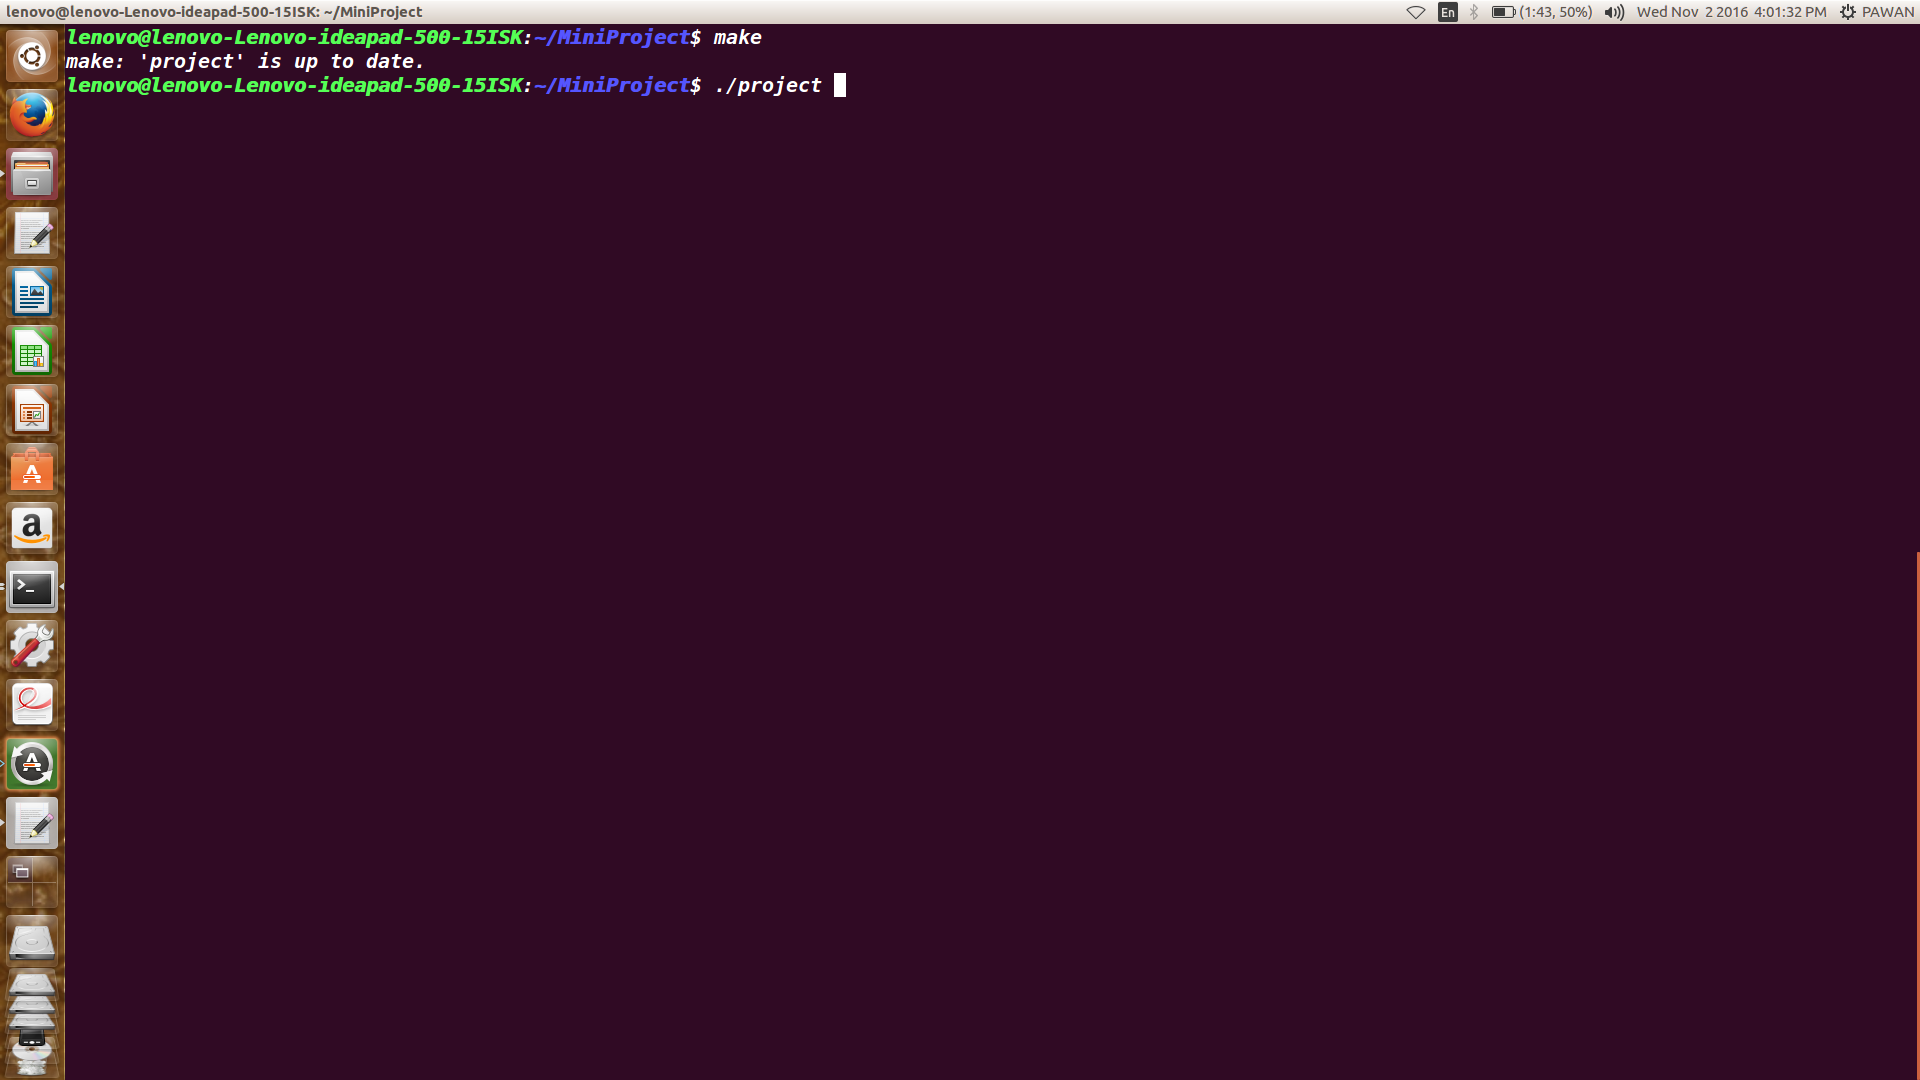 lenovo@lenovo-Lenovo-ideapad-500-15ISK: ~/MiniProject
En (1:43, 50%) Wed Nov 2 2016 4:01:32 PM PAWAN
lenovo@lenovo-Lenovo-ideapad-500-15ISK:~/MiniProject$ make
make: 'project' is up to date.
lenovo@lenovo-Lenovo-ideapad-500-15ISK:~/MiniProject$ ./project